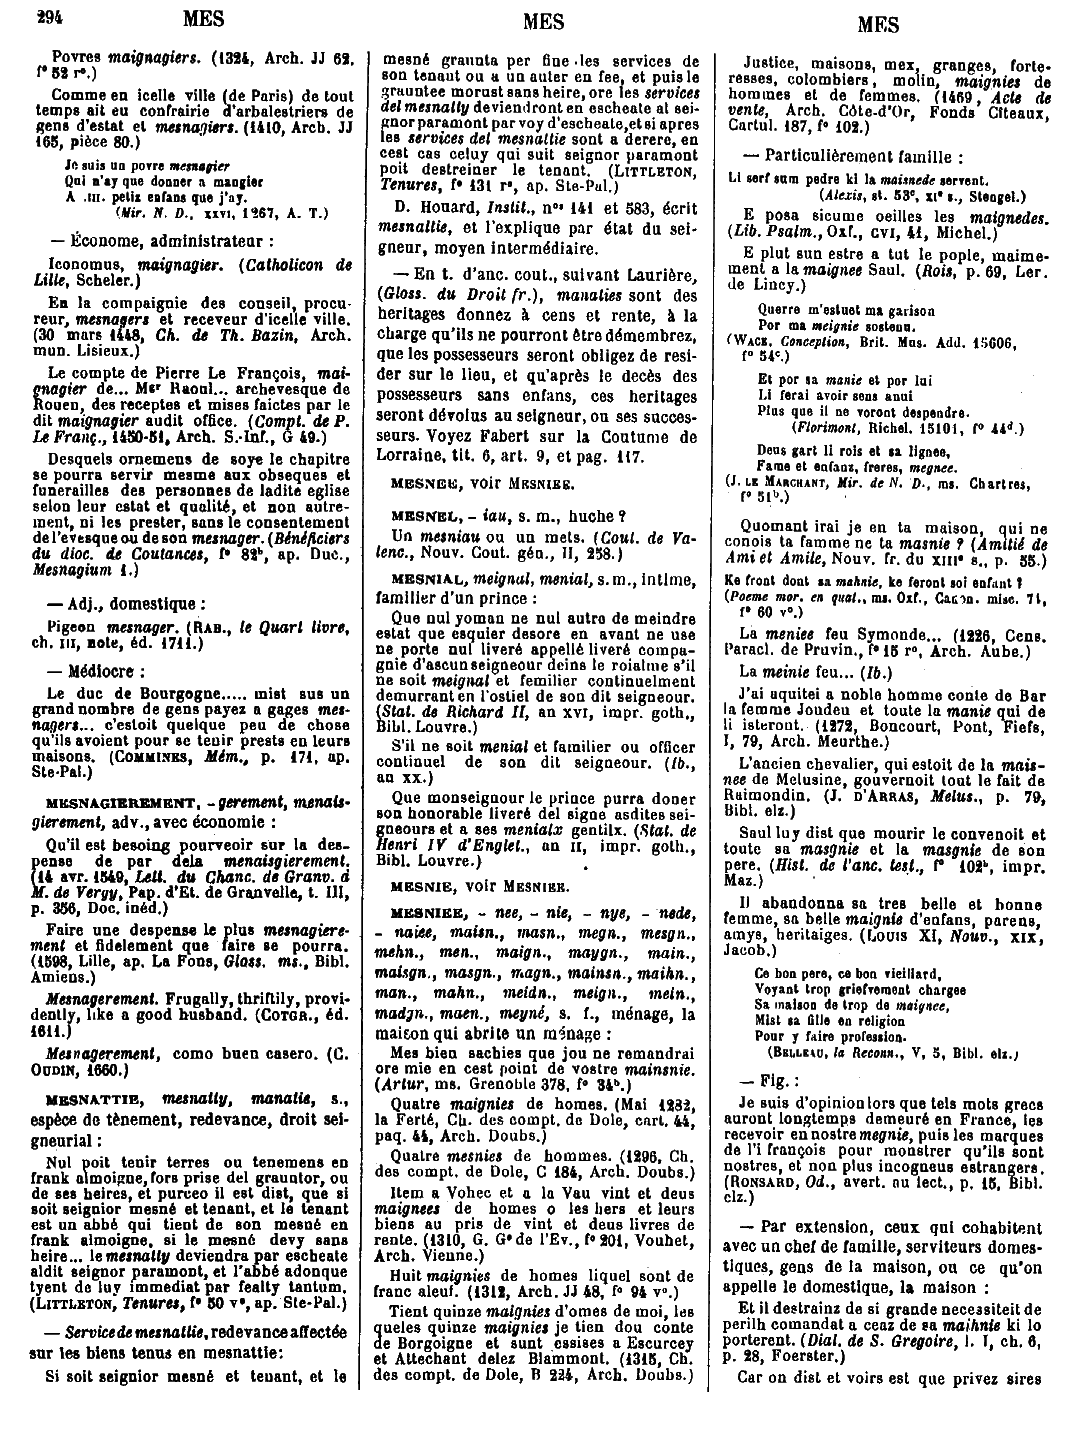 294
MES
MES
MES
Povres maignagiers. (1324, Arch. JJ 62,
f° 52 r°.)
Comme en icelle ville (de Paris) de tout
temps ait eu confrairie d'arbalestriers de
gens d'estat et mesnagiers. (1410, Arch. JJ
165, pièce 80.)
Je suis un povre mesnagier
Qui n'ay que donner a mangier
A .III. petiz enfans que j'ay.
(Mir. N. D., XXVI, 1267, A. T.)
— Économe, administrateur :
Iconomus, maignagier. (Catholicon de
Lille, Scheler.)
En la compaignie des conseil, procu-
reur, mesnagers et receveur d'icelle ville.
(30 mars 1448, Ch. de Th. Bazin, Arch.
mun. Lisieux.)
Le compte de Pierre Le François, mai-
gnagier de... Mgr Raoul... archevesque de
Rouen, des receptes et mises faictes par le
dit maignagier audit office. (Compt. de P.
Le Franç., 1450-51, Arch. S.-Inf., G 49.)
Desquels ornemens de soye le chapitre
se pourra servir mesme aux obseques et
funerailles des personnes de ladite eglise
selon leur estat et qualité, et non autre-
ment, ni les prester, sans le consentement
de l'evesque ou de son mesnager. (Bénéficiers
du dioc. de Coutances, f° 82b, ap. Duc.,
Mesnagium 1.)
— Adj., domestique :
Pigeon mesnager. (RAB., le Quart livre,
ch. III, note, éd. 1711.)
— Médiocre :
Le duc de Bourgogne..... mist sus un
grand nombre de gens payez a gages mes-
nagers... c'estoit quelque peu de chose
qu'ils avoient pour se tenir prests en leurs
maisons. (COMMINES, Mém., p. 171, ap.
Ste-Pal.)
MESNAGIEREMENT, - gerement, menais-
gierement, adv., avec économie :
Qu'il est besoing pourveoir sur la des-
pense de par dela menaisgierement.
(14 avr. 1549, Lett. du Chanc. de Granv. à
M. de Vergy, Pap. d'Et. de Granvelle, t. III,
p. 356, Doc. inéd.)
Faire une despense le plus mesnagiere-
ment et fidelement que faire se pourra.
(1598, Lille, ap. La Fons, Gloss. ms., Bibl.
Amiens.)
Mesnagerement. Frugally, thriftily, provi-
dently, like a good husband. (COTGR., éd.
1611.)
Mesnagerement, como buen casero. (C.
OUDIN, 1660.)
MESNATTIE, mesnally, manalie, s.,
espèce de tènement, redevance, droit sei-
gneurial :
Nul poit tenir terres ou tenemens en
frank almoigne, fors prise del grauntor, ou
de ses heires, et purceo il est dist, que si
soit seignior mesné et tenant, et le tenant
est un abbé qui tient de son mesné en
frank almoigne, si le mesné devy sans
heire... le mesnalty deviendra par escheate
aldit seignor paramont, et l'abbé adonque
tyent de luy immediat par fealty tantum.
(LITTLETON, Tenures, f° 50 v°, ap. Ste-Pal.)
— Service de mesnattie, redevance affectée
sur les biens tenus en mesnattie:
Si soit seignior mesné et tenant, et le
mesné graunta per fine les services de
son tenaut ou a un auter en fee, et puis le
grauntee morust sans heire, ore les services
del mesnalty deviendront en escheate al sei-
gnor paramont par voy d'escheate, et si apres
les services del mesnaltie sont a derere, en
cest cas celuy qui suit seignor paramont
poit destreiner le tenant. (LITTLETON,
Tenures, f° 131 r°, ap. Ste-Pal.)
D. Houard, Instit., nos 141 et 583, écrit
mesnaltie, et l'explique par état du sei-
gneur, moyen intermédiaire.
— En t. d'anc. cout., suivant Laurière,
(Gloss. du Droit fr.), manalies sont des
heritages donnez à cens et rente, à la
charge qu'ils ne pourront être démembrez,
que les possesseurs seront obligez de resi-
der sur le lieu, et qu'après le decès des
possesseurs sans enfans, ces heritages
seront dévolus au seigneur, ou ses succes-
seurs. Voyez Fabert sur la Coutume de
Lorraine, tit. 6, art. 9, et pag. 117.
MESNEE, voir MESNIEE.
MESNEL, - iau, s. m., huche ?
Un mesniau ou un mets. (Cout. de Va-
lenc., Nouv. Cout. gén., II, 258.)
MESNIAL, meignal, menial, s. m., intime,
familier d'un prince :
Que nul yoman ne nul autre de meindre
estat que esquier desore en avant ne use
ne porte nul liveré appellé liveré compa-
gnie d'ascun seigneour deins le roialme s'il
ne soit meignal et femilier continuelment
demurrant en l'ostiel de son dit seigneour.
(Stat. de Richard II, an XVI, impr. goth.,
Bibl. Louvre.)
S'il ne soit menial et familier ou officer
continuel de son dit seigneour. (Ib.,
an XX.)
Que monseignour le prince purra doner
son honorable liveré del signe asdites sei-
gneours et a ses menialx gentilx. (Stat. de
Henri IV d'Englet., an II, impr. goth.,
Bibl. Louvre.)
MESNIE, voir MESNIEE.
MESNIEE, - nee, - nie, - nye, - nede,
- naiee, maisn., masn., megn., mesgn.,
mehn., men., maign., maygn., main.,
maisgn., masgn., magn., mainsn., maihn.,
man., mahn., meidn., meign., mein.,
madgn., maen., meyné, s. f., ménage, la
maison qui abrite un ménage :
Mes bien sachies que jou ne remandrai
ore mie en cest point de vostre mainsnie.
(Artur, ms. Grenoble 378, f° 34b.)
Quatre maignies de homes. (Mai 1232,
la Ferté, Ch. des compt. de Dole, cart. 44,
paq. 44, Arch. Doubs.)
Quatre mesnies de hommes. (1296, Ch.
des compt. de Dole, C 184, Arch. Doubs.)
Item a Vohec et a la Vau vint et deus
maignees de homes o les hers et leurs
biens au pris de vint et deus livres de
rente. (1310, G. Gde de l'Ev., f° 201, Vouhet,
Arch. Vienne.)
Huit maignies de homes liquel sont de
franc aleuf. (1312, Arch. JJ 48, f° 94 v°.)
Tient quinze maignies d'omes de moi, les
queles quinze maignies je tien dou conte
de Borgoigne et sunt essises a Escurcey
et Attechant delez Blammont. (1315, Ch.
des compt. de Dole, B 224, Arch. Doubs.)
Justice, maisons, mex, granges, forte-
resses, colombiers, molin, maignies de
hommes et de femmes. (1469, Acte de
vente, Arch. Côte-d'Or, Fonds Citeaux,
Cartul. 187, f° 102.)
— Particulièrement famille :
Li serf sum pedre ki la maisnede servent.
(Alexis, st. 53e, XIe s., Stengel.)
E posa sicume oeilles les maignedes.
(Lib. Psalm., Oxf., CVI, 41, Michel.)
E plut sun estre a tut le pople, maime-
ment a la maignee Saul. (Rois, p. 69, Ler.
de Lincy.)
Querre m'estuet ma garison
Por ma meignie sosteun.
(WACE, Conception, Brit. Mus. Add. 15606,
f° 54c.)
Et por sa manie et por lui
Li ferai avoir sens anui
Plus que il ne voront despendre.
(Florimont, Richel. 15101, f° 44d.)
Deus gart li rois et sa lignee,
Fame et enfanz, freres, megnee.
(J. LE MARCHANT, Mir. de N. D., ms. Chartres,
f° 51b.)
Quomant irai je en ta maison, qui ne
conois ta famme ne ta masnie ? (Amitié de
Ami et Amile, Nouv. fr. du XIIIe s., p. 55.)
Ke front dont sa mahnie, ke feront soi enfant ?
(Poeme mor. en quat., ms. Oxf., Canon. misc. 74,
f° 60 v°.)
La meniee feu Symonde... (1226, Cens.
Paracl. de Pruvin., f° 15 r°, Arch. Aube.)
La meinie feu... (Ib.)
J'ai aquitei a noble homme conte de Bar
la femme Joudeu et toute la manie qui de
li isteront. (1272, Boncourt, Pont, Fiefs,
I, 79, Arch. Meurthe.)
L'ancien chevalier, qui estoit de la mais-
nee de Melusine, gouvernoit tout le fait de
Raimondin. (J. D'ARRAS, Melus., p. 79,
Bibl. elz.)
Saul luy dist que mourir le convenoit et
toute sa masgnie et la masgnie de son
pere. (Hist. de l'anc. test., f° 102b, impr.
Maz.)
Il abandonna sa tres belle et bonne
femme, sa belle maignie d'enfans, parens,
amys, heritaiges. (LOUIS XI, Nouv., XIX,
Jacob.)
Ce bon pere, ce bon vieillard,
Voyant trop griefvement chargee
Sa maison de trop de maignee,
Mist sa fille en religion
Pour y faire profession.
(BELLEAU, la Reconn., V, 5, Bibl. elz.)
— Fig. :
Je suis d'opinion lors que tels mots grecs
auront longtemps demeuré en France, les
recevoir en nostre megnie, puis les marques
de l'i françois pour monstrer qu'ils sont
nostres, et non plus incogneus estrangers.
(RONSARD, Od., avert. au lect., p. 15, Bibl.
elz.)
— Par extension, ceux qui cohabitent
avec un chef de famille, serviteurs domes-
tiques, gens de la maison, ou ce qu'on
appelle le domestique, la maison :
Et il destrainz de si grande necessiteit de
perilh comandat a ceaz de sa maihnie ki lo
porterent. (Dial. de S. Gregoire, l. I, ch. 6,
p. 28, Foerster.)
Car on dist et voirs est que privez sires